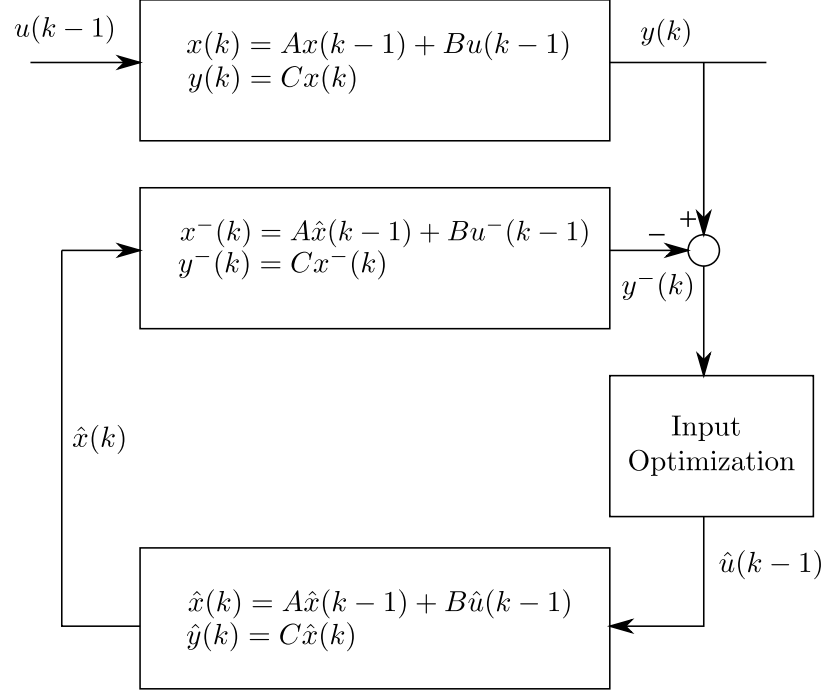 u(k − 1)
x(k) = Ax(k − 1) + Bu(k − 1)
y(k) = Cx(k)
y(k)
x⁻(k) = Ax̂(k − 1) + Bu⁻(k − 1)
y⁻(k) = Cx⁻(k)
− +
y⁻(k)
Input
Optimization
x̂(k)
û(k − 1)
x̂(k) = Ax̂(k − 1) + Bû(k − 1)
ŷ(k) = Cx̂(k)